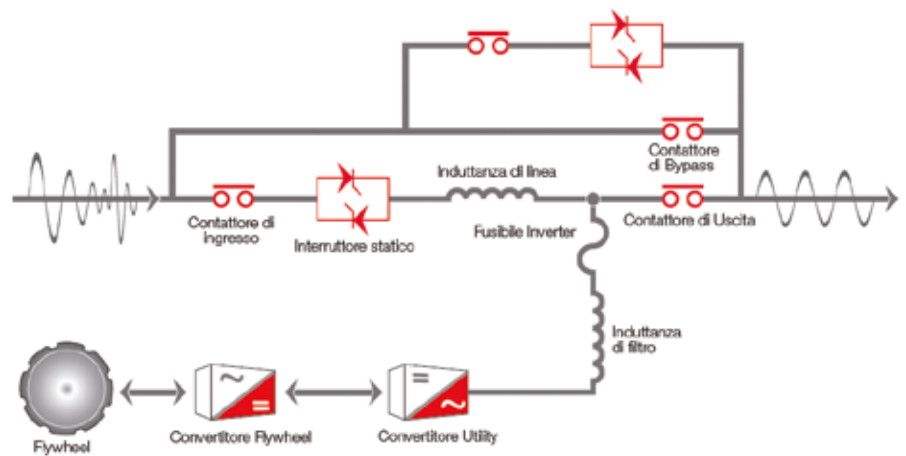 Contattore
di Bypass
Induttanza di linea
Contattore di
ingresso
Interruttore statico
Fusibile Inverter
Contattore di Uscita
Induttanza
di filtro
Flywheel
Convertitore Flywheel
Convertitore Utility